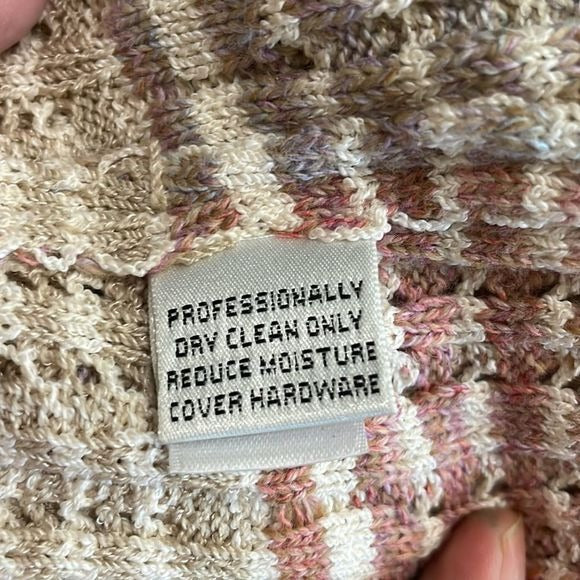 PROFESSIONALLY
DRY CLEAN ONLY
REDUCE MOISTURE
COVER HARDWARE